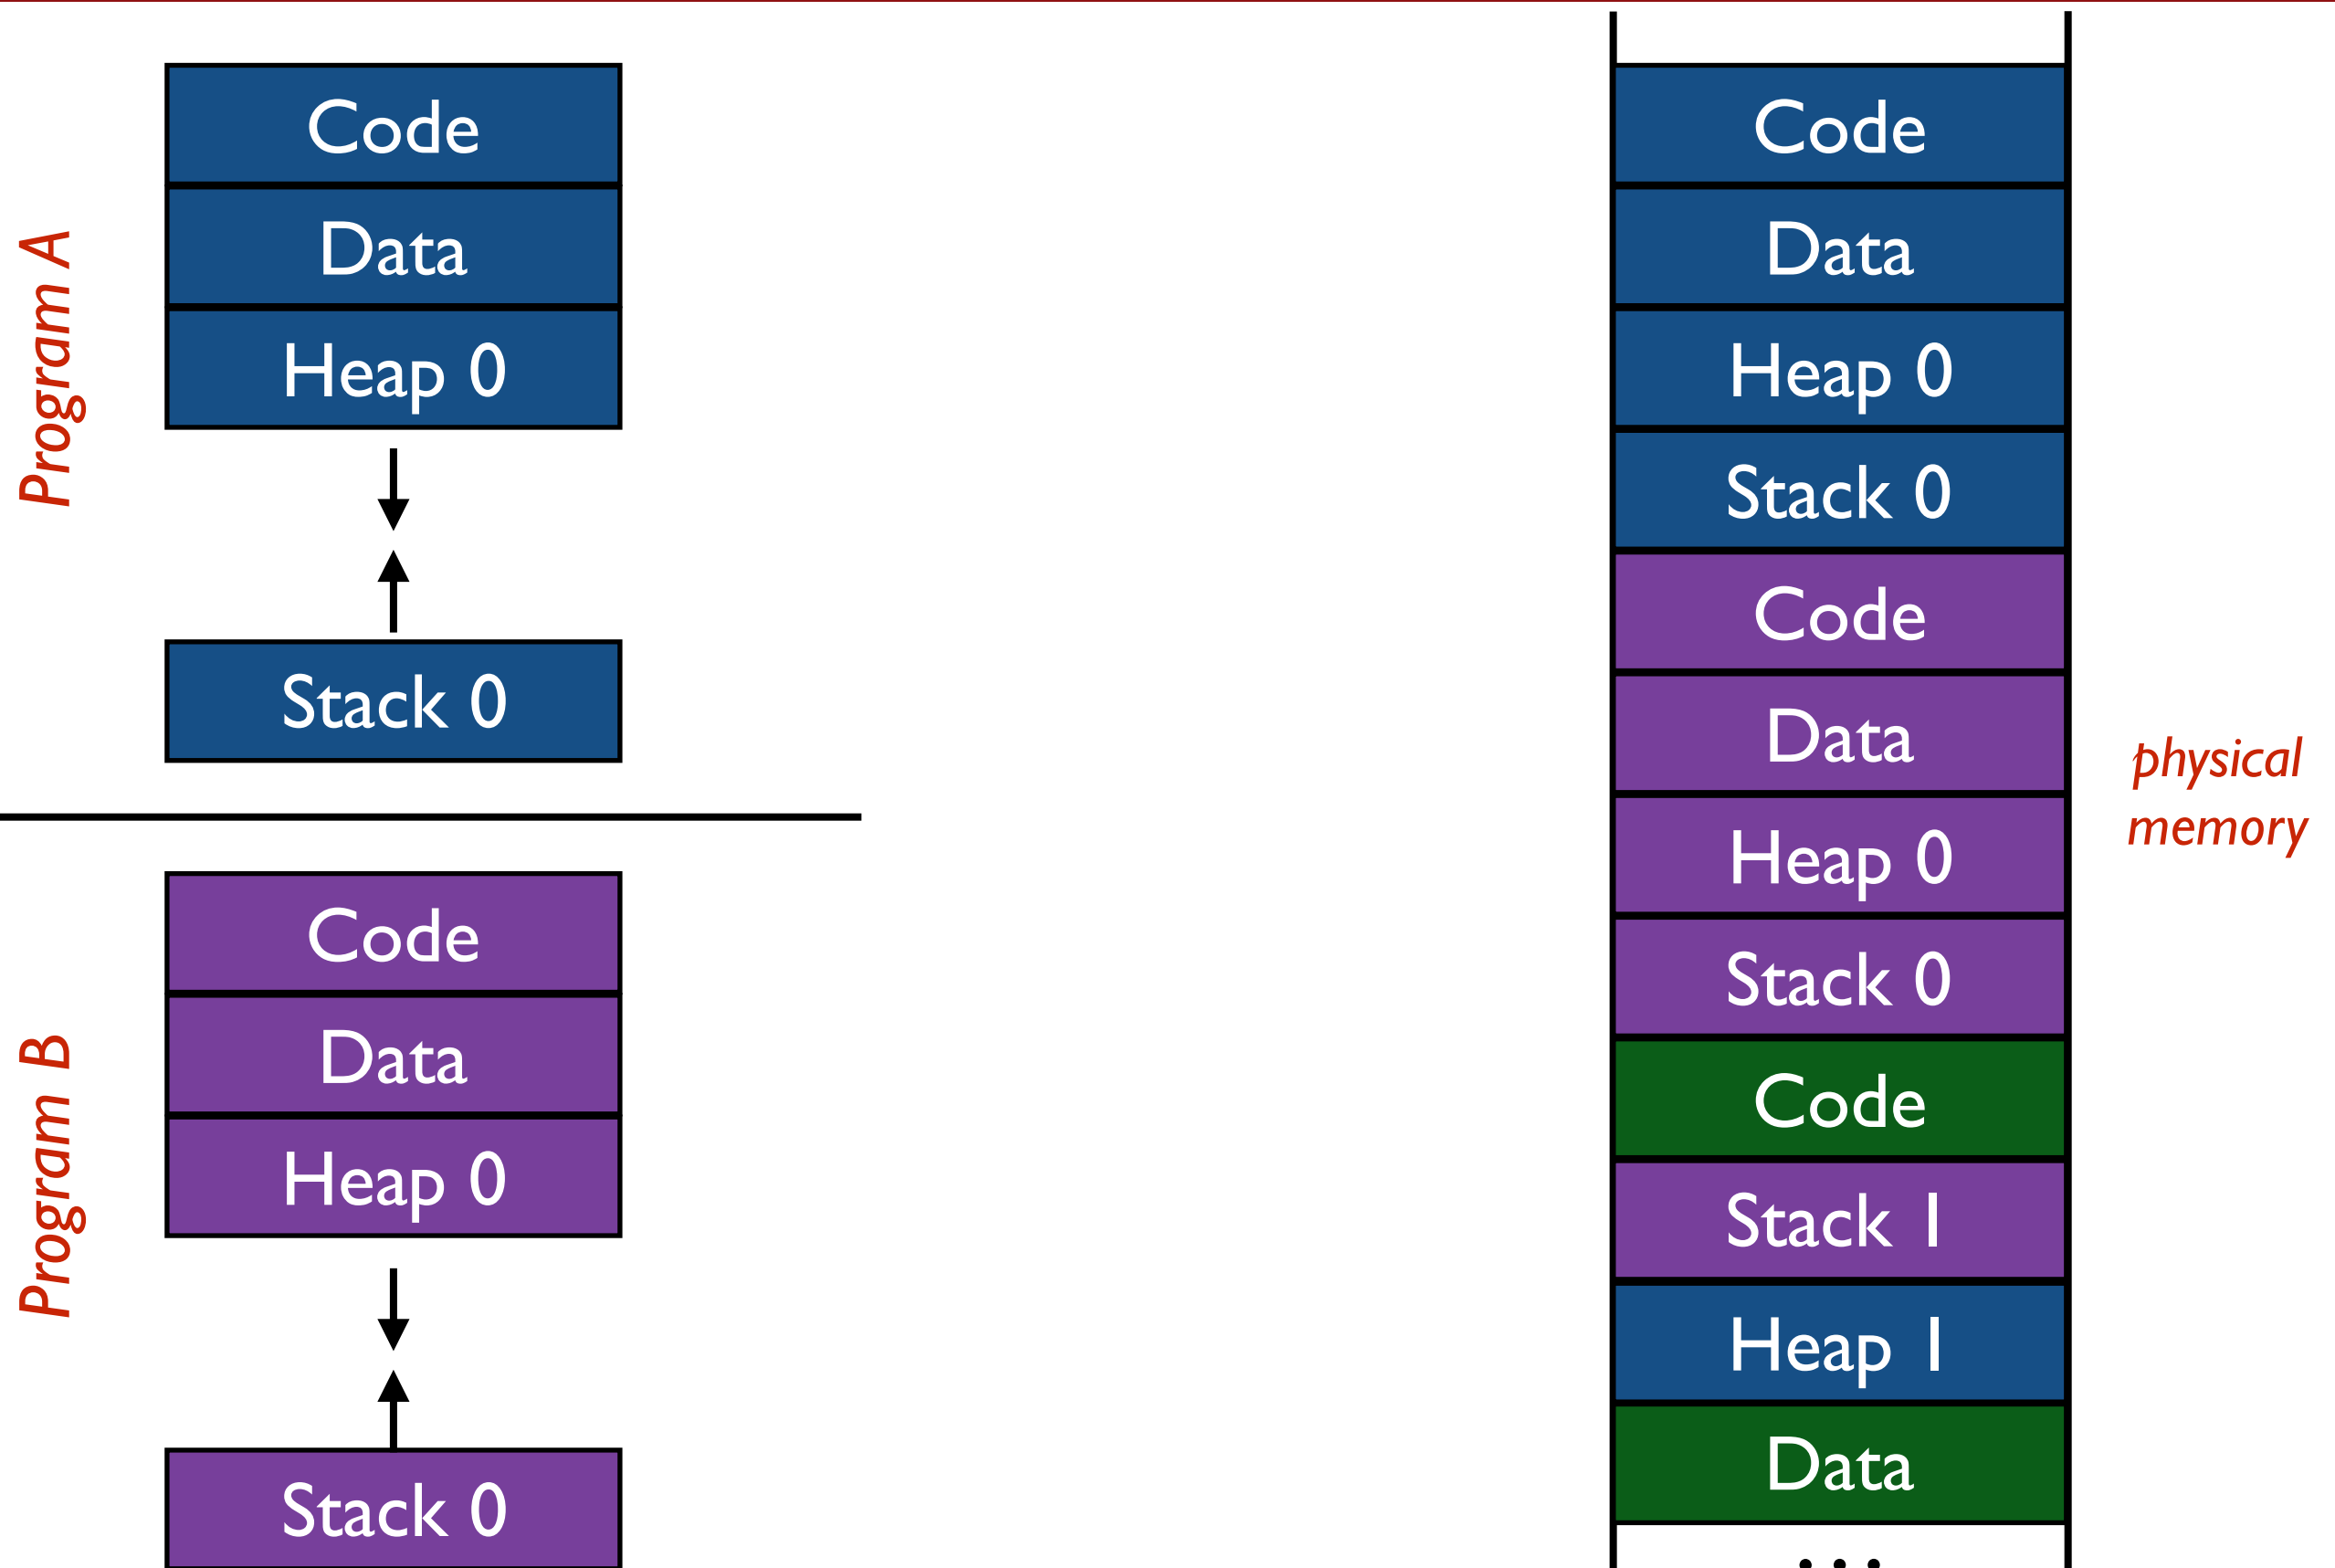 Program A
Code
Data
Heap 0
Stack 0
Program B
Code
Data
Heap 0
Stack 0
Code
Data
Heap 0
Stack 0
Code
Data
Heap 0
Stack 0
Code
Stack 1
Heap 1
Data
...
physical
memory